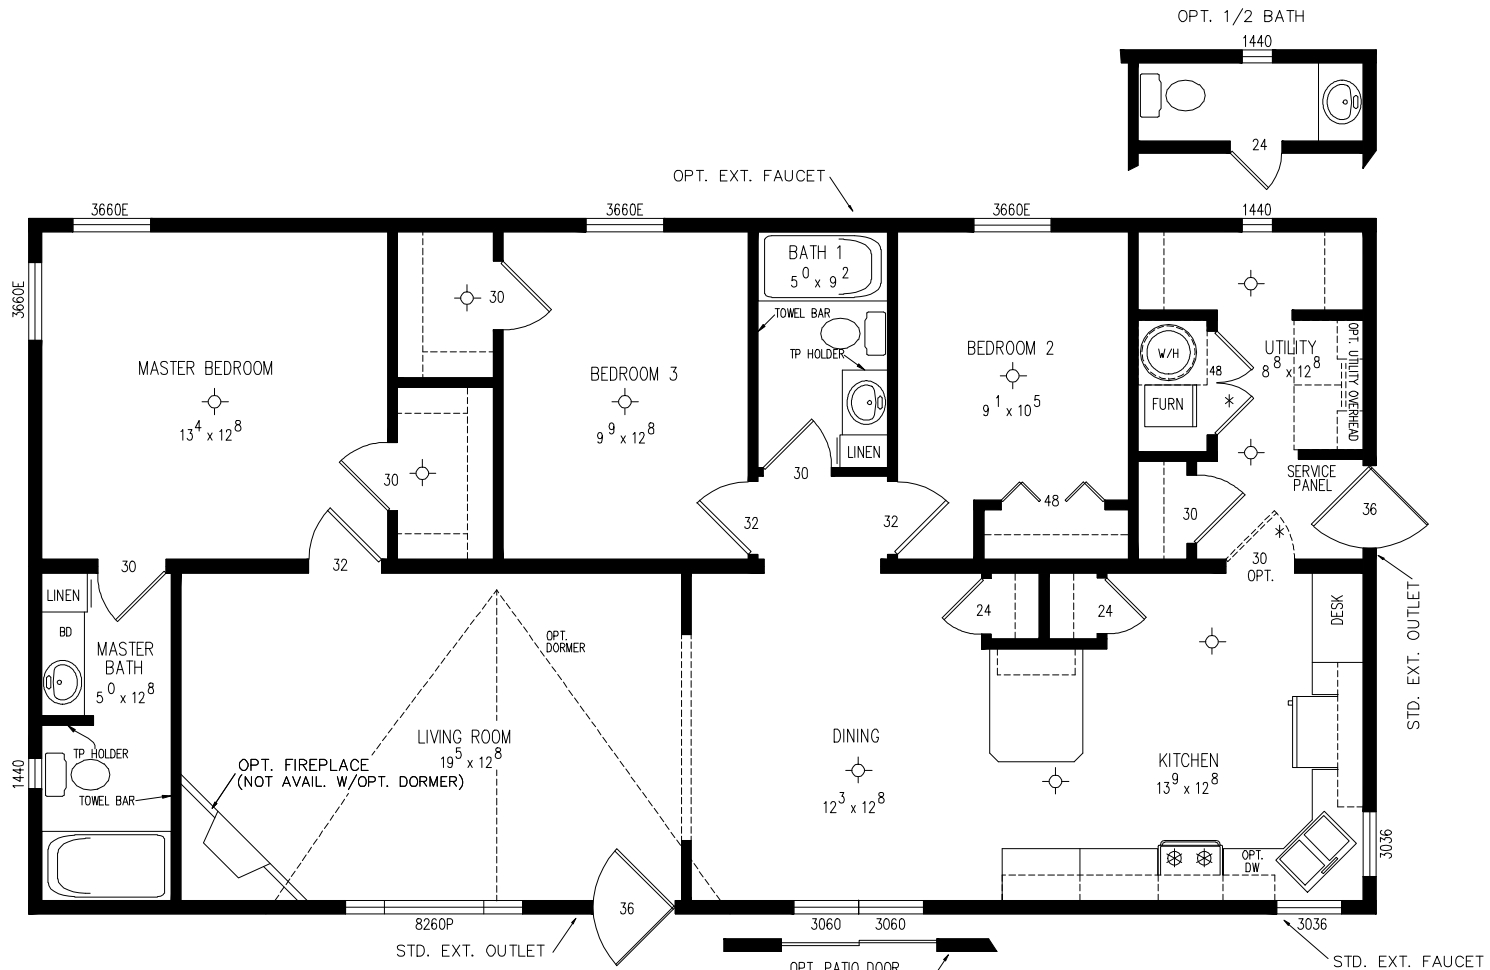 OPT. 1/2 BATH
1440
24
OPT. EXT. FAUCET
3660E
3660E
3660E
1440
3660E
BATH 1
5⁰ x 9²
30
TOWEL BAR
TP HOLDER
W/H
48
UTILITY
8⁸ x 12⁸
OPT. UTILITY OVERHEAD
FURN
*
MASTER BEDROOM
13⁴ x 12⁸
BEDROOM 3
9⁹ x 12⁸
BEDROOM 2
9¹ x 10⁵
LINEN
30
30
SERVICE
PANEL
48
32
32
30
36
*
30
OPT.
30
32
LINEN
BD
MASTER
BATH
5⁰ x 12⁸
OPT.
DORMER
24
24
DESK
STD. EXT. OUTLET
LIVING ROOM
19⁵ x 12⁸
DINING
12³ x 12⁸
KITCHEN
13⁹ x 12⁸
TP HOLDER
1440
TOWEL BAR
OPT. FIREPLACE
(NOT AVAIL. W/OPT. DORMER)
OPT.
DW
3036
36
8260P
3060
3060
3036
STD. EXT. OUTLET
OPT. PATIO DOOR
STD. EXT. FAUCET